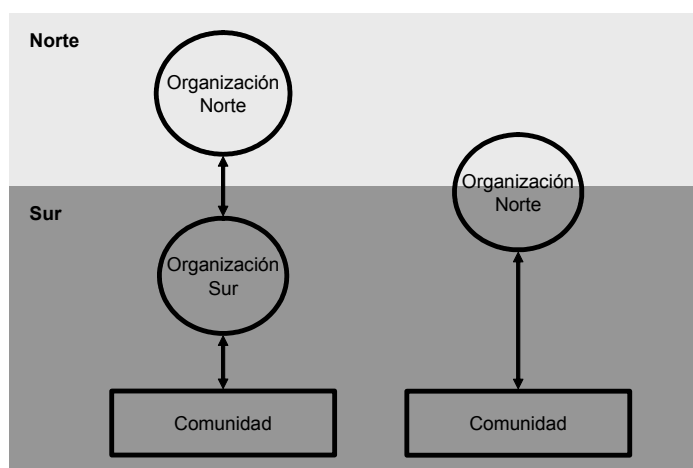 Norte
Organización
Norte
Organización
Norte
Sur
Organización
Sur
Comunidad
Comunidad